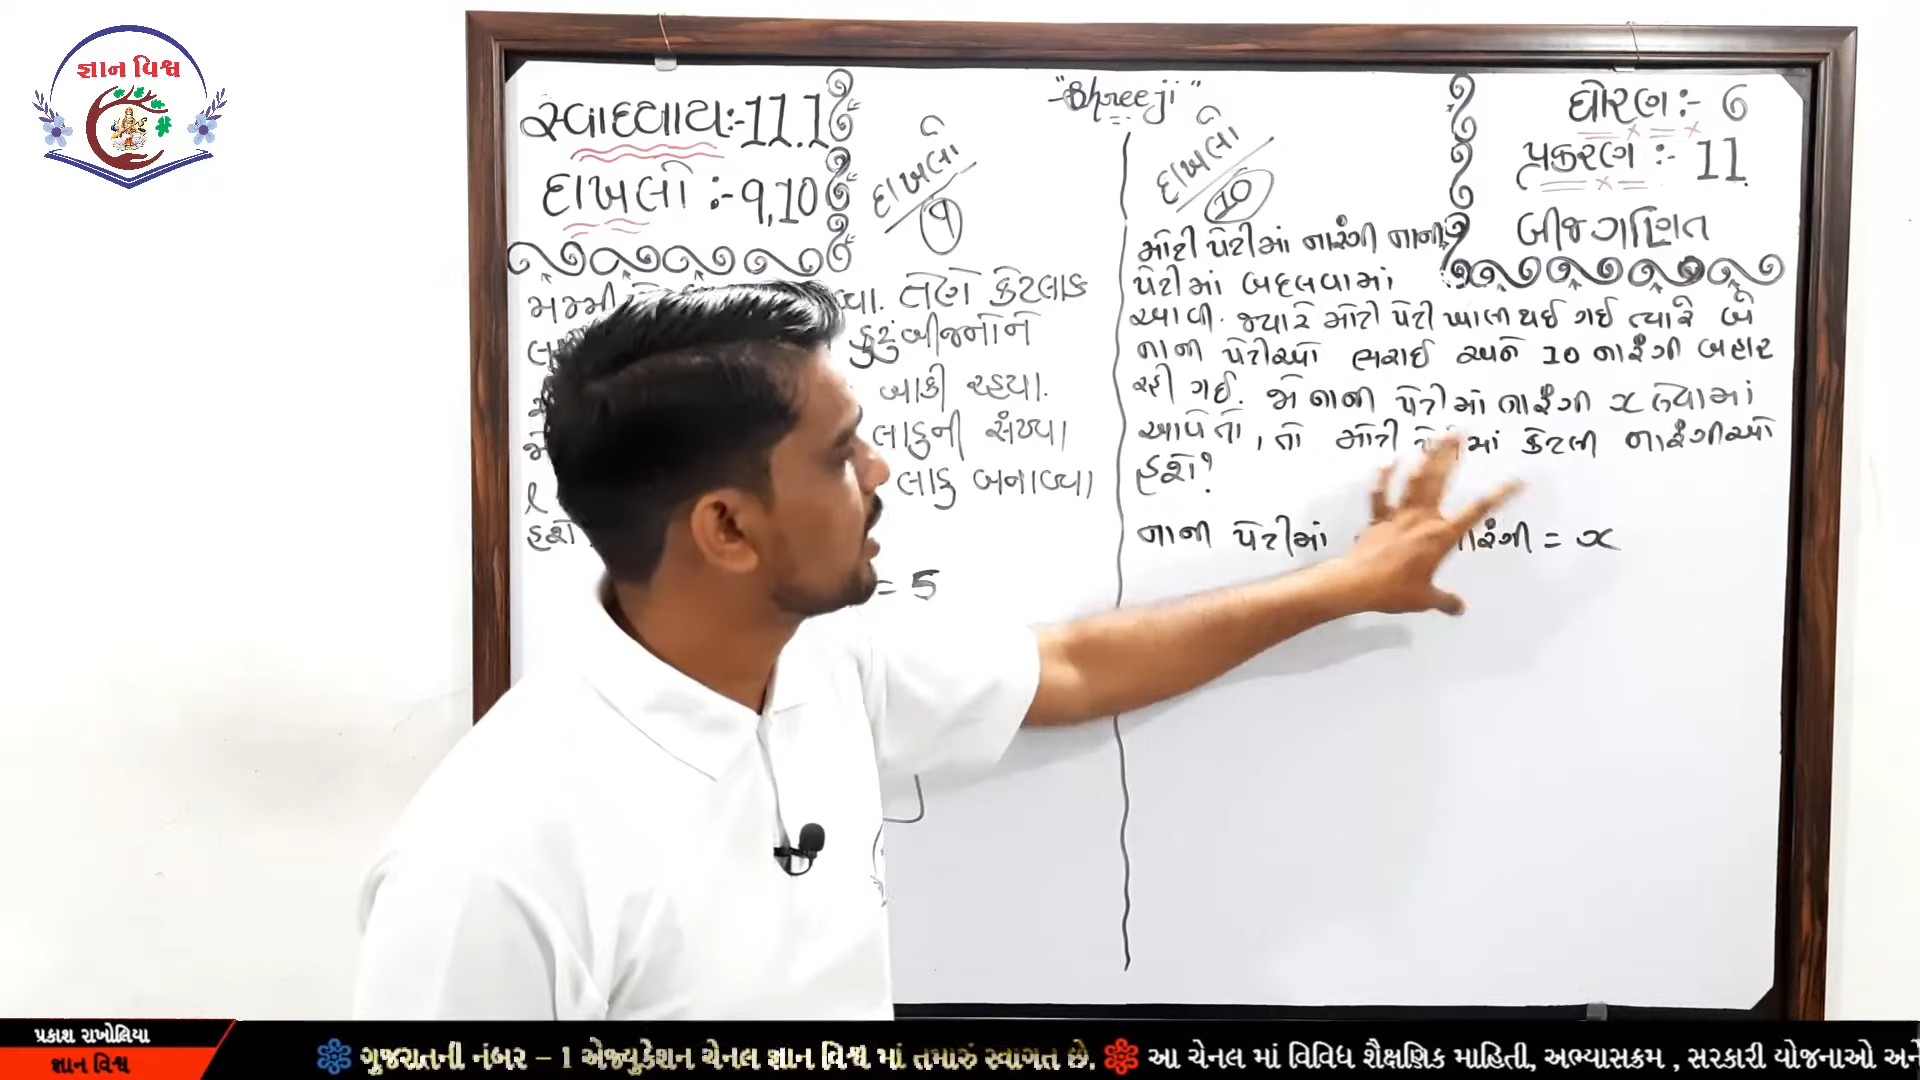 જ્ઞાન વિશ્વ
સ્વાધ્યાય:-11.1
દાખલો :- 9,10
"Shreeji"
ધોરણ :- 6
પ્રકરણ :- 11
બીજગણિત
દાખલો
9
મમ્મી
વ્યા. તેણે કેટલાક
લા
કુટુંબીજનોને
બાકી રહ્યા.
લાડુની સંખ્યા
l
લાડુ બનાવ્યા
હશે
= 5
દાખલો
10
મોટી પેટીમાં નારંગી નાની
પેટીમાં બદલવામાં
આવી. જ્યારે મોટી પેટી ખાલી થઈ ગઈ ત્યારે બે
નાની પેટીઓ ભરાઈ અને 10 નારંગી બહાર
રહી ગઈ. જો નાની પેટીમાં નારંગી x લેવામાં
આવે તો, તો મોટી પેટીમાં કેટલી નારંગીઓ
હશે?
નાની પેટીમાં નારંગી = x
પ્રકાશ રાખોલિયા
જ્ઞાન વિશ્વ
ગુજરાતની નંબર – 1 એજ્યુકેશન ચેનલ જ્ઞાન વિશ્વ માં તમારું સ્વાગત છે. આ ચેનલ માં વિવિધ શૈક્ષણિક માહિતી, અભ્યાસક્રમ , સરકારી યોજનાઓ અને